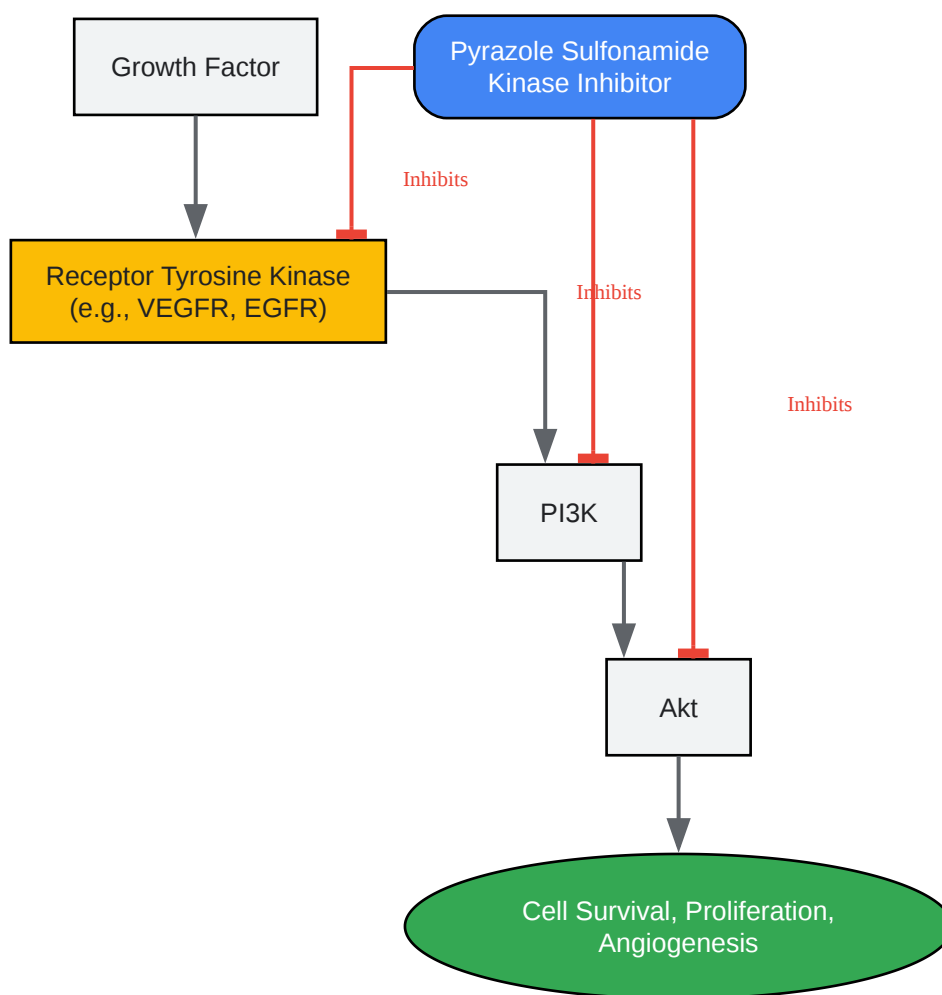 Growth Factor
Pyrazole Sulfonamide
Kinase Inhibitor
Inhibits
Receptor Tyrosine Kinase
(e.g., VEGFR, EGFR)
Inhibits
Inhibits
PI3K
Akt
Cell Survival, Proliferation,
Angiogenesis